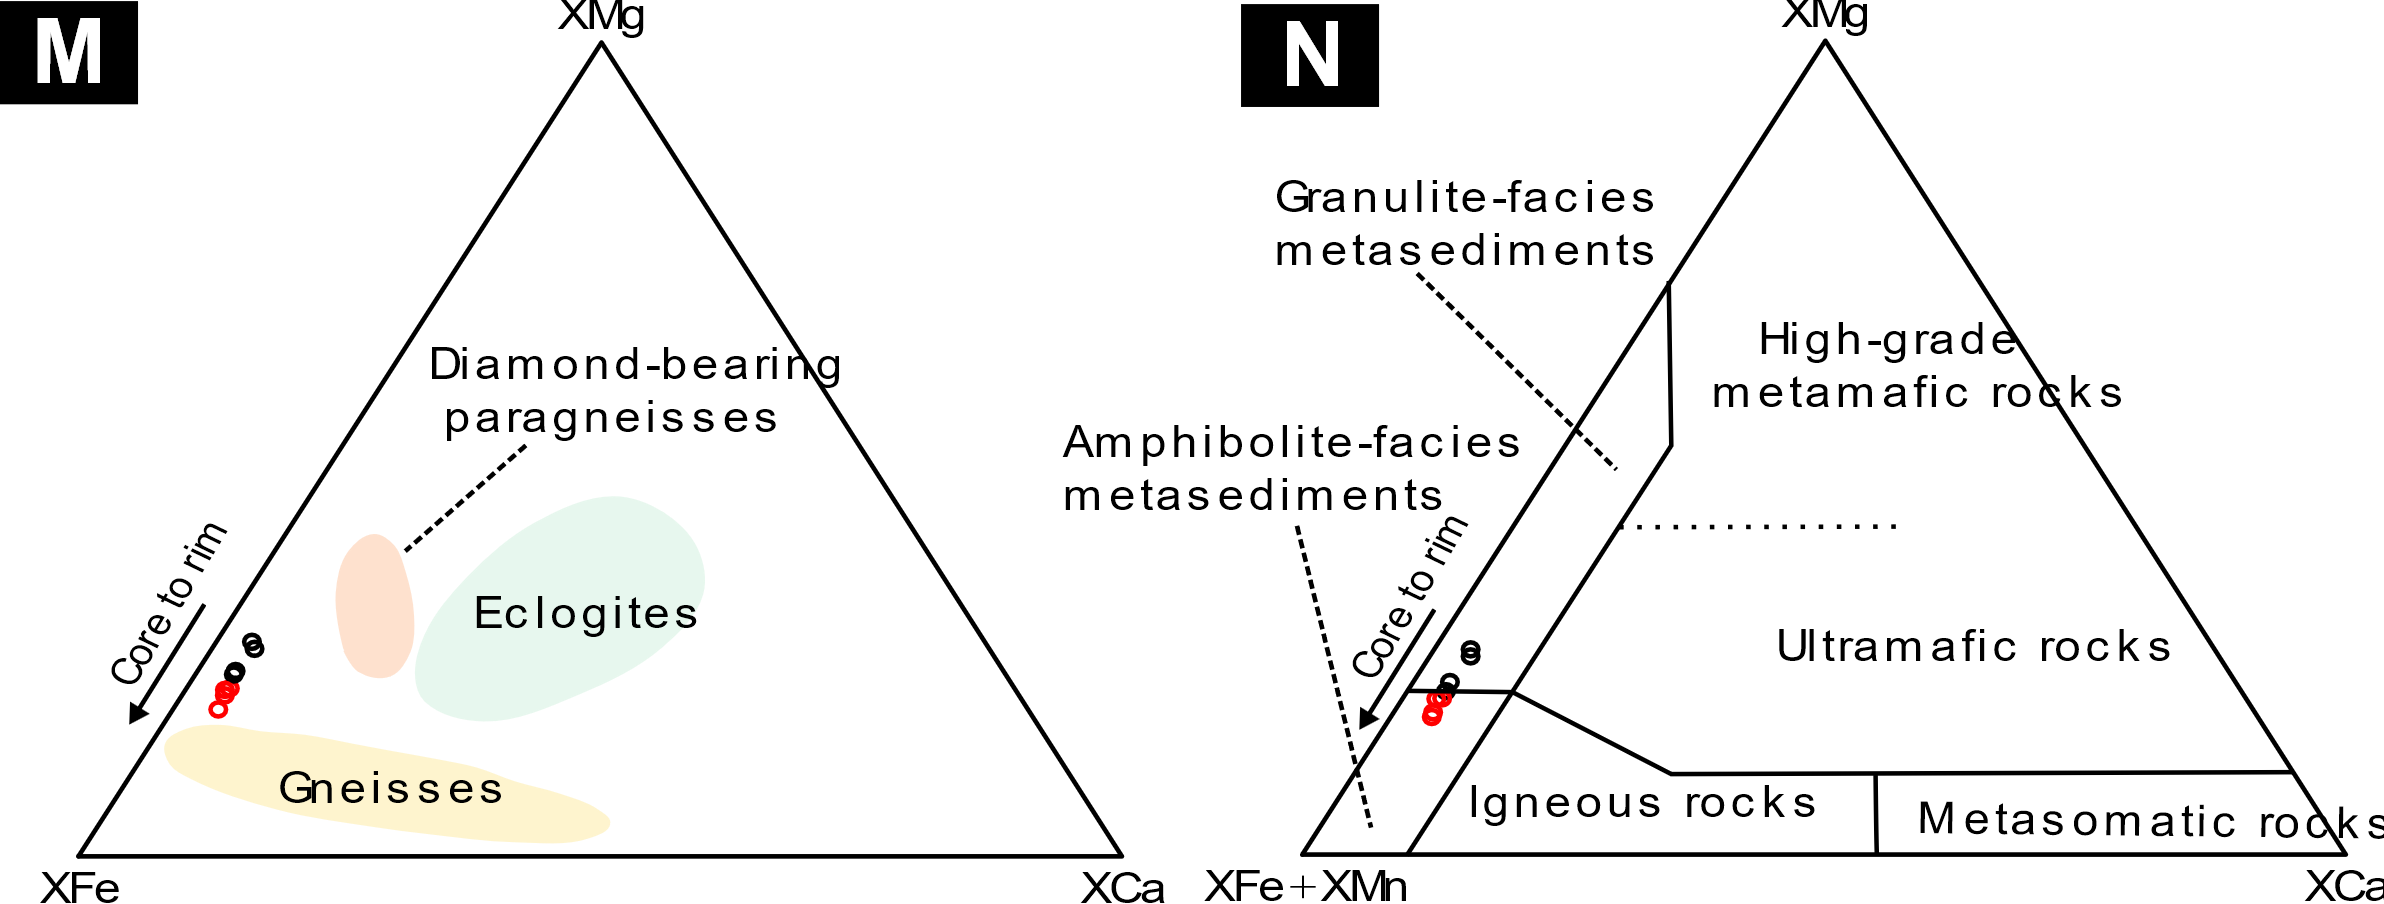 M
XMg
Diamond-bearing
paragneisses
Eclogites
Core to rim
Gneisses
XFe
XCa
N
XMg
Granulite-facies
metasediments
High-grade
metamafic rocks
Amphibolite-facies
metasediments
Core to rim
Ultramafic rocks
Igneous rocks
Metasomatic rocks
XFe+XMn
XCa